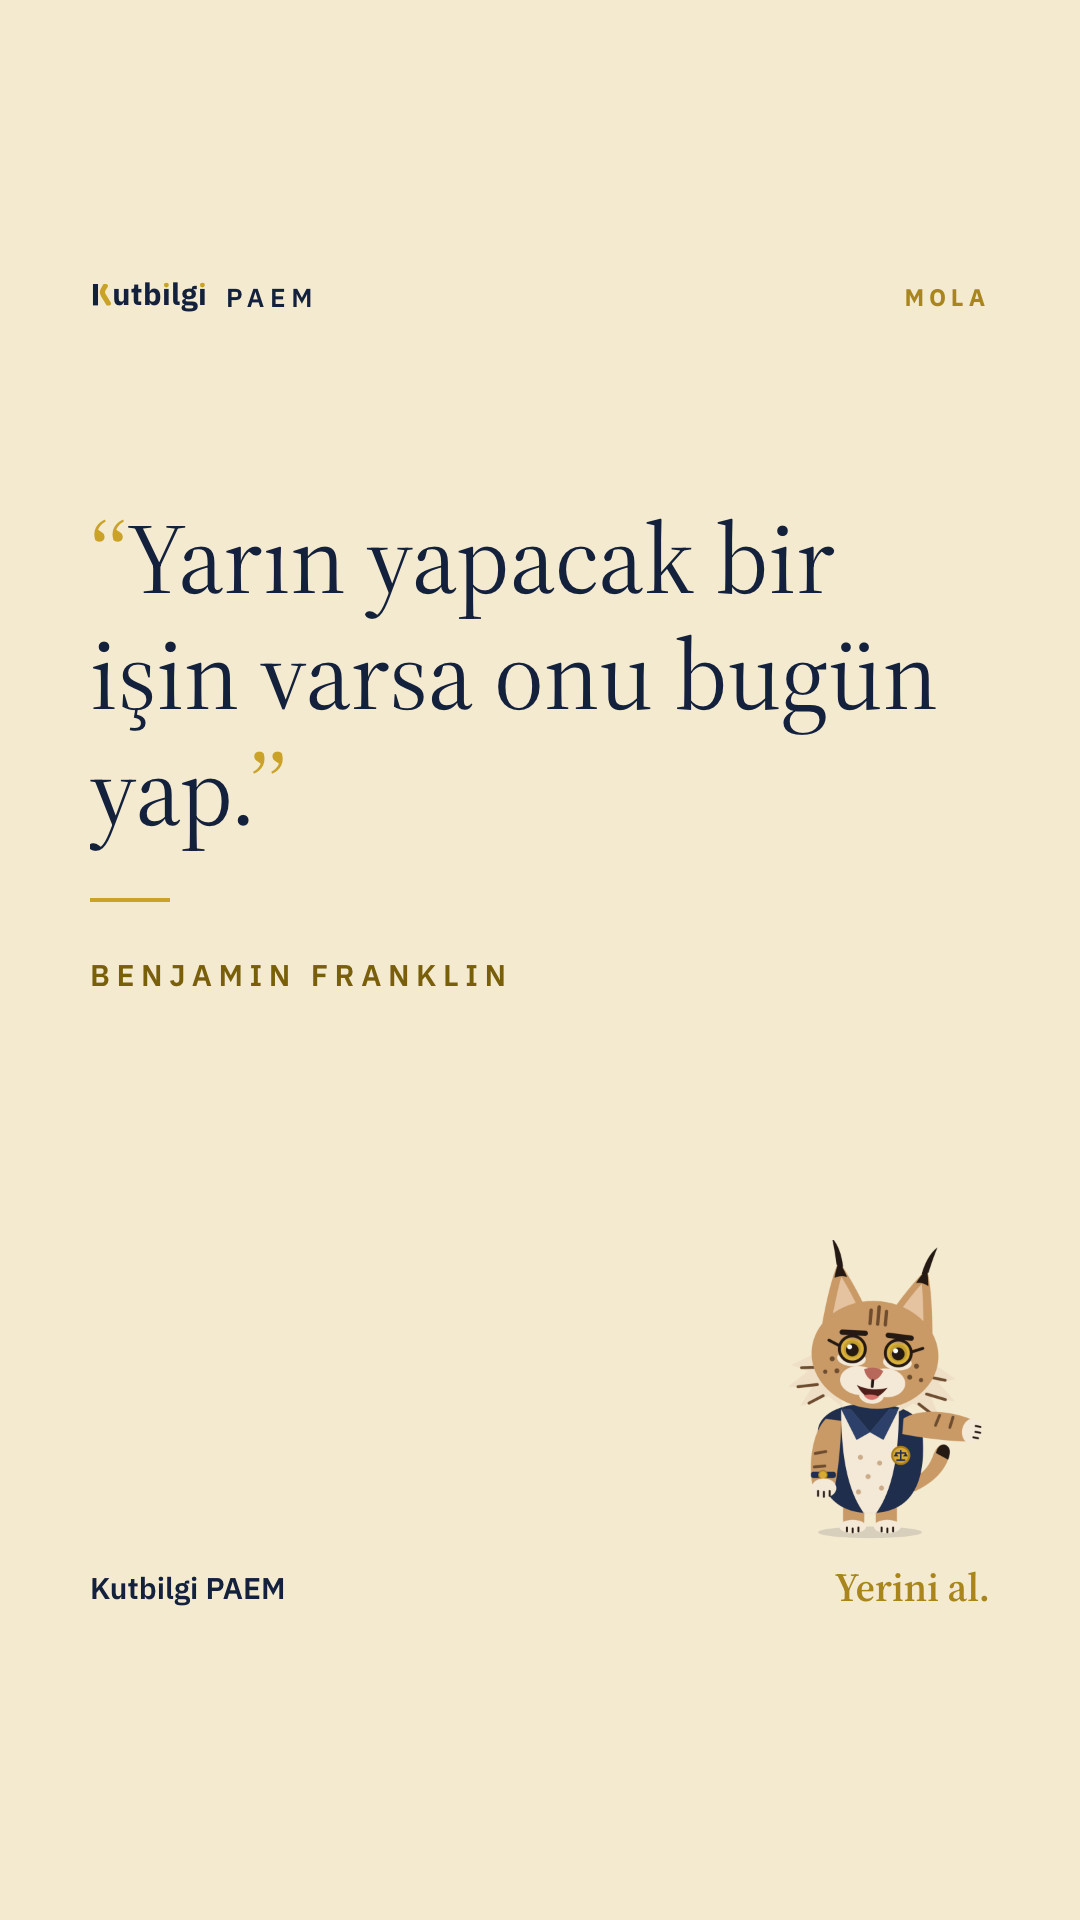 Kutbilgi PAEM
MOLA
“Yarın yapacak bir
işin varsa onu bugün
yap.”
BENJAMIN FRANKLIN
Kutbilgi PAEM
Yerini al.